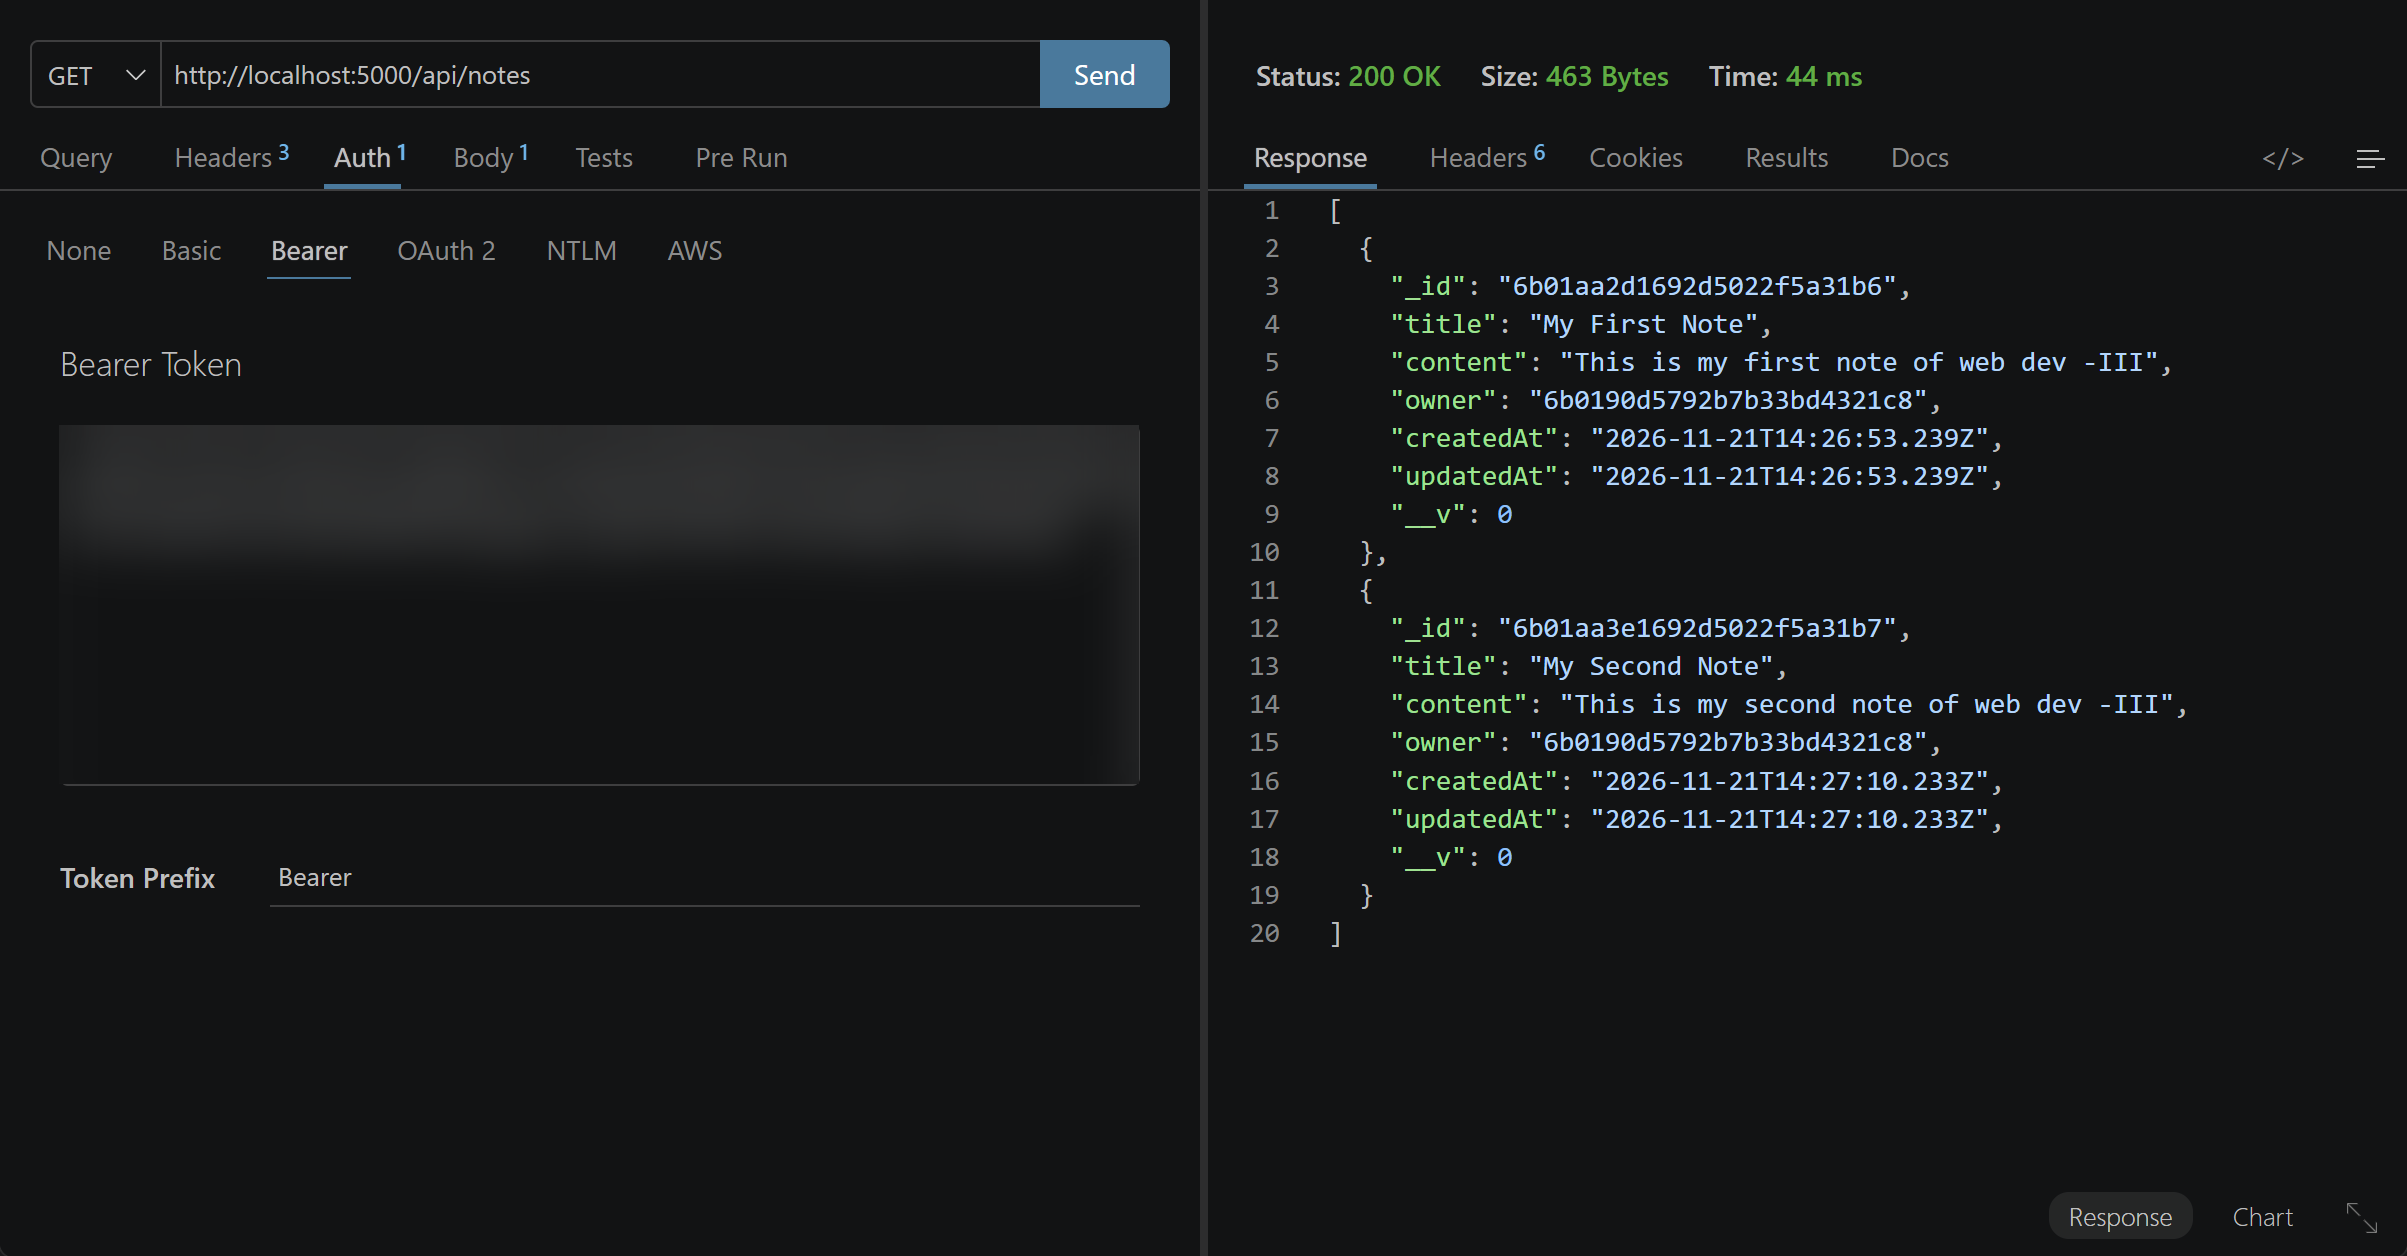 GET http://localhost:5000/api/notes Send
Query Headers 3 Auth 1 Body 1 Tests Pre Run
None Basic Bearer OAuth 2 NTLM AWS
Bearer Token
Token Prefix Bearer
Status: 200 OK Size: 463 Bytes Time: 44 ms
Response Headers 6 Cookies Results Docs </>
1 [
2 {
3 "_id": "6b01aa2d1692d5022f5a31b6",
4 "title": "My First Note",
5 "content": "This is my first note of web dev -III",
6 "owner": "6b0190d5792b7b33bd4321c8",
7 "createdAt": "2026-11-21T14:26:53.239Z",
8 "updatedAt": "2026-11-21T14:26:53.239Z",
9 "__v": 0
10 },
11 {
12 "_id": "6b01aa3e1692d5022f5a31b7",
13 "title": "My Second Note",
14 "content": "This is my second note of web dev -III",
15 "owner": "6b0190d5792b7b33bd4321c8",
16 "createdAt": "2026-11-21T14:27:10.233Z",
17 "updatedAt": "2026-11-21T14:27:10.233Z",
18 "__v": 0
19 }
20 ]
Response Chart